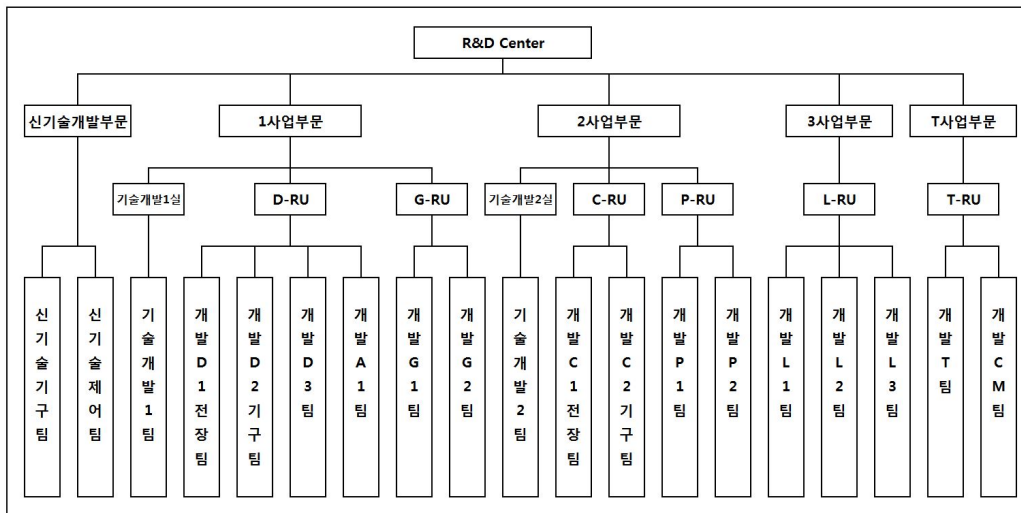 R&D Center
신기술개발부문
1사업부문
2사업부문
3사업부문
T사업부문
기술개발1실
D-RU
G-RU
기술개발2실
C-RU
P-RU
L-RU
T-RU
신기술기구팀
신기술제어팀
기술개발1팀
개발D1전장팀
개발D2기구팀
개발D3팀
개발A1팀
개발G1팀
개발G2팀
기술개발2팀
개발C1전장팀
개발C2기구팀
개발P1팀
개발P2팀
개발L1팀
개발L2팀
개발L3팀
개발T팀
개발CM팀